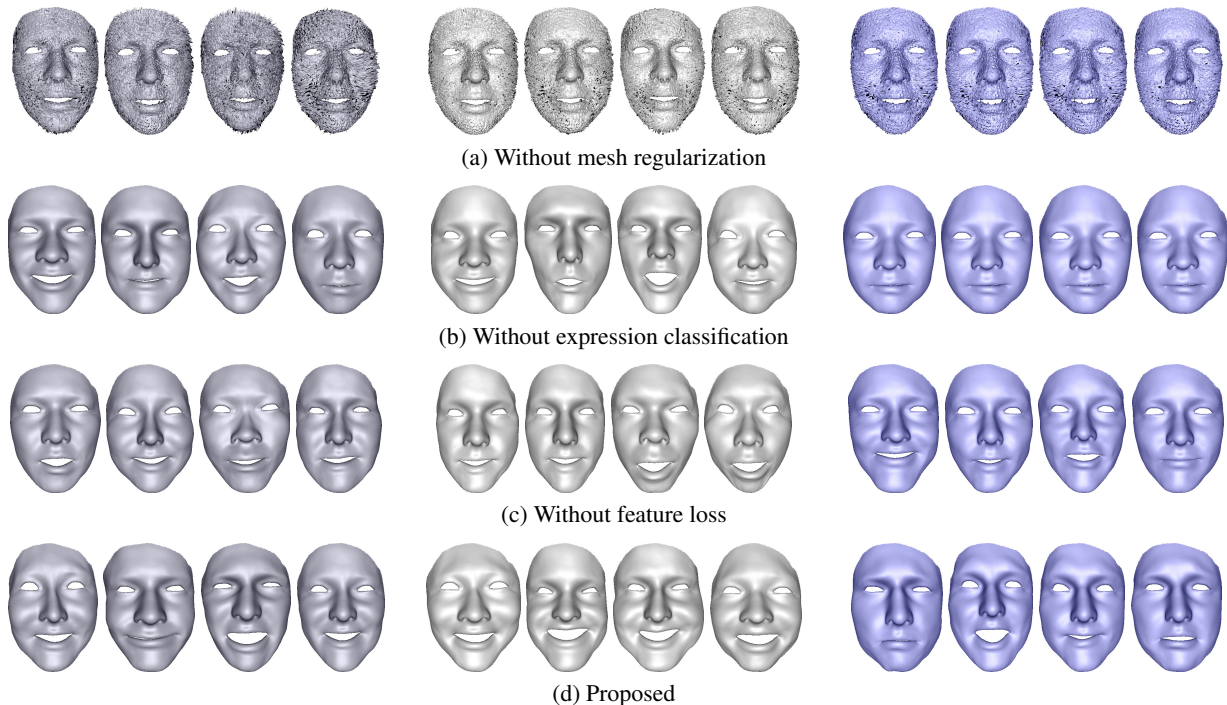 (a) Without mesh regularization
(b) Without expression classification
(c) Without feature loss
(d) Proposed